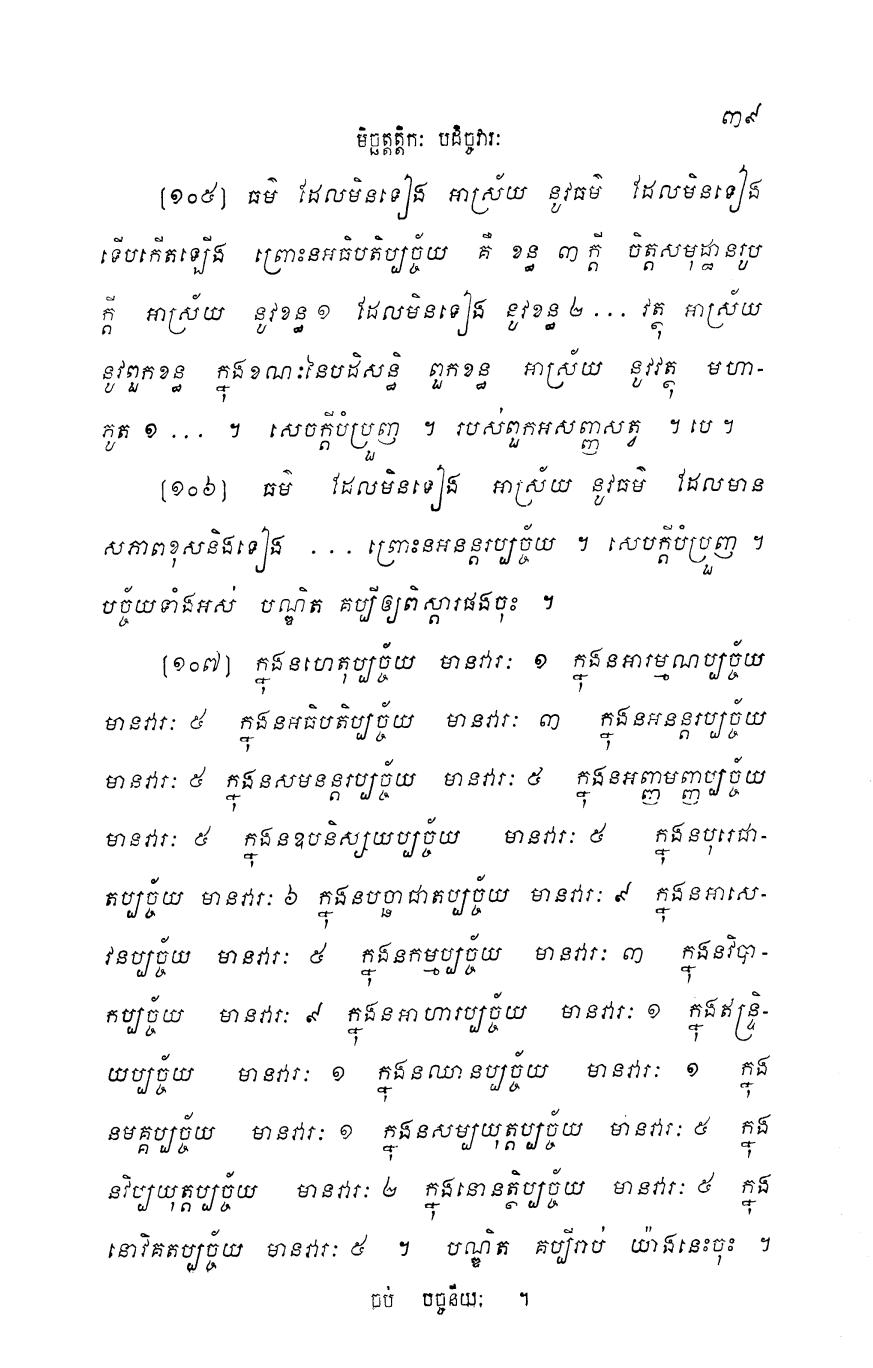 ៣៩
មិច្ឆត្តត្តិកៈ បដិច្ចវារៈ
[១០៥] ធម៌ ដែលមិនទៀង អាស្រ័យ នូវធម៌ ដែលមិនទៀង
ទើបកើតឡើង ព្រោះនអធិបតិប្បច្ច័យ គឺ ខន្ធ ៣ ក្តី ចិត្តសមុដ្ឋានរូប
ក្តី អាស្រ័យ នូវខន្ធ ១ ដែលមិនទៀង នូវខន្ធ ២ ... វត្ថុ អាស្រ័យ
នូវពួកខន្ធ ក្នុងខណៈនៃបដិសន្ធិ ពួកខន្ធ អាស្រ័យ នូវវត្ថុ មហា-
ភូត ១ ... ។ សេចក្តីបំប្រួញ ។ របស់ពួកអសញ្ញសត្វ ។ បេ ។
[១០៦] ធម៌ ដែលមិនទៀង អាស្រ័យ នូវធម៌ ដែលមាន
សភាពខុសនិងទៀង ... ព្រោះនអនន្តរប្បច្ច័យ ។ សេបក្តីបំប្រួញ ។
បច្ច័យទាំងអស់ បណ្ឌិត គប្បីឲ្យពិស្តារផងចុះ ។
[១០៧] ក្នុងនហេតុប្បច្ច័យ មានវារៈ ១ ក្នុងនអារម្មណប្បច្ច័យ
មានវារៈ ៥ ក្នុងនអធិបតិប្បច្ច័យ មានវារៈ ៣ ក្នុងនអនន្តរប្បច្ច័យ
មានវារៈ ៥ ក្នុងនសមនន្តរប្បច្ច័យ មានវារៈ ៥ ក្នុងនអញ្ញមញ្ញប្បច្ច័យ
មានវារៈ ៥ ក្នុងនឧបនិស្សយប្បច្ច័យ មានវារៈ ៥ ក្នុងនបុរេជា-
តប្បច្ច័យ មានវារៈ ៦ ក្នុងនបច្ឆាជាតប្បច្ច័យ មានវារៈ ៩ ក្នុងនអាសេ-
វនប្បច្ច័យ មានវារៈ ៥ ក្នុងនកម្មប្បច្ច័យ មានវារៈ ៣ ក្នុងនវិបា-
កប្បច្ច័យ មានវារៈ ៩ ក្នុងនអាហារប្បច្ច័យ មានវារៈ ១ ក្នុងឥន្ទ្រិ-
យប្បច្ច័យ មានវារៈ ១ ក្នុងនឈានប្បច្ច័យ មានវារៈ ១ ក្នុង
នមគ្គប្បច្ច័យ មានវារៈ ១ ក្នុងនសម្បយុត្តប្បច្ច័យ មានវារៈ ៥ ក្នុង
នវិប្បយុត្តប្បច្ច័យ មានវារៈ ២ ក្នុងនោនត្ថិប្បច្ច័យ មានវារៈ ៥ ក្នុង
នោវិគតប្បច្ច័យ មានវារៈ ៥ ។ បណ្ឌិត គប្បីរាប់ យ៉ាងនេះចុះ ។
ចប់ បច្ចនីយៈ ។